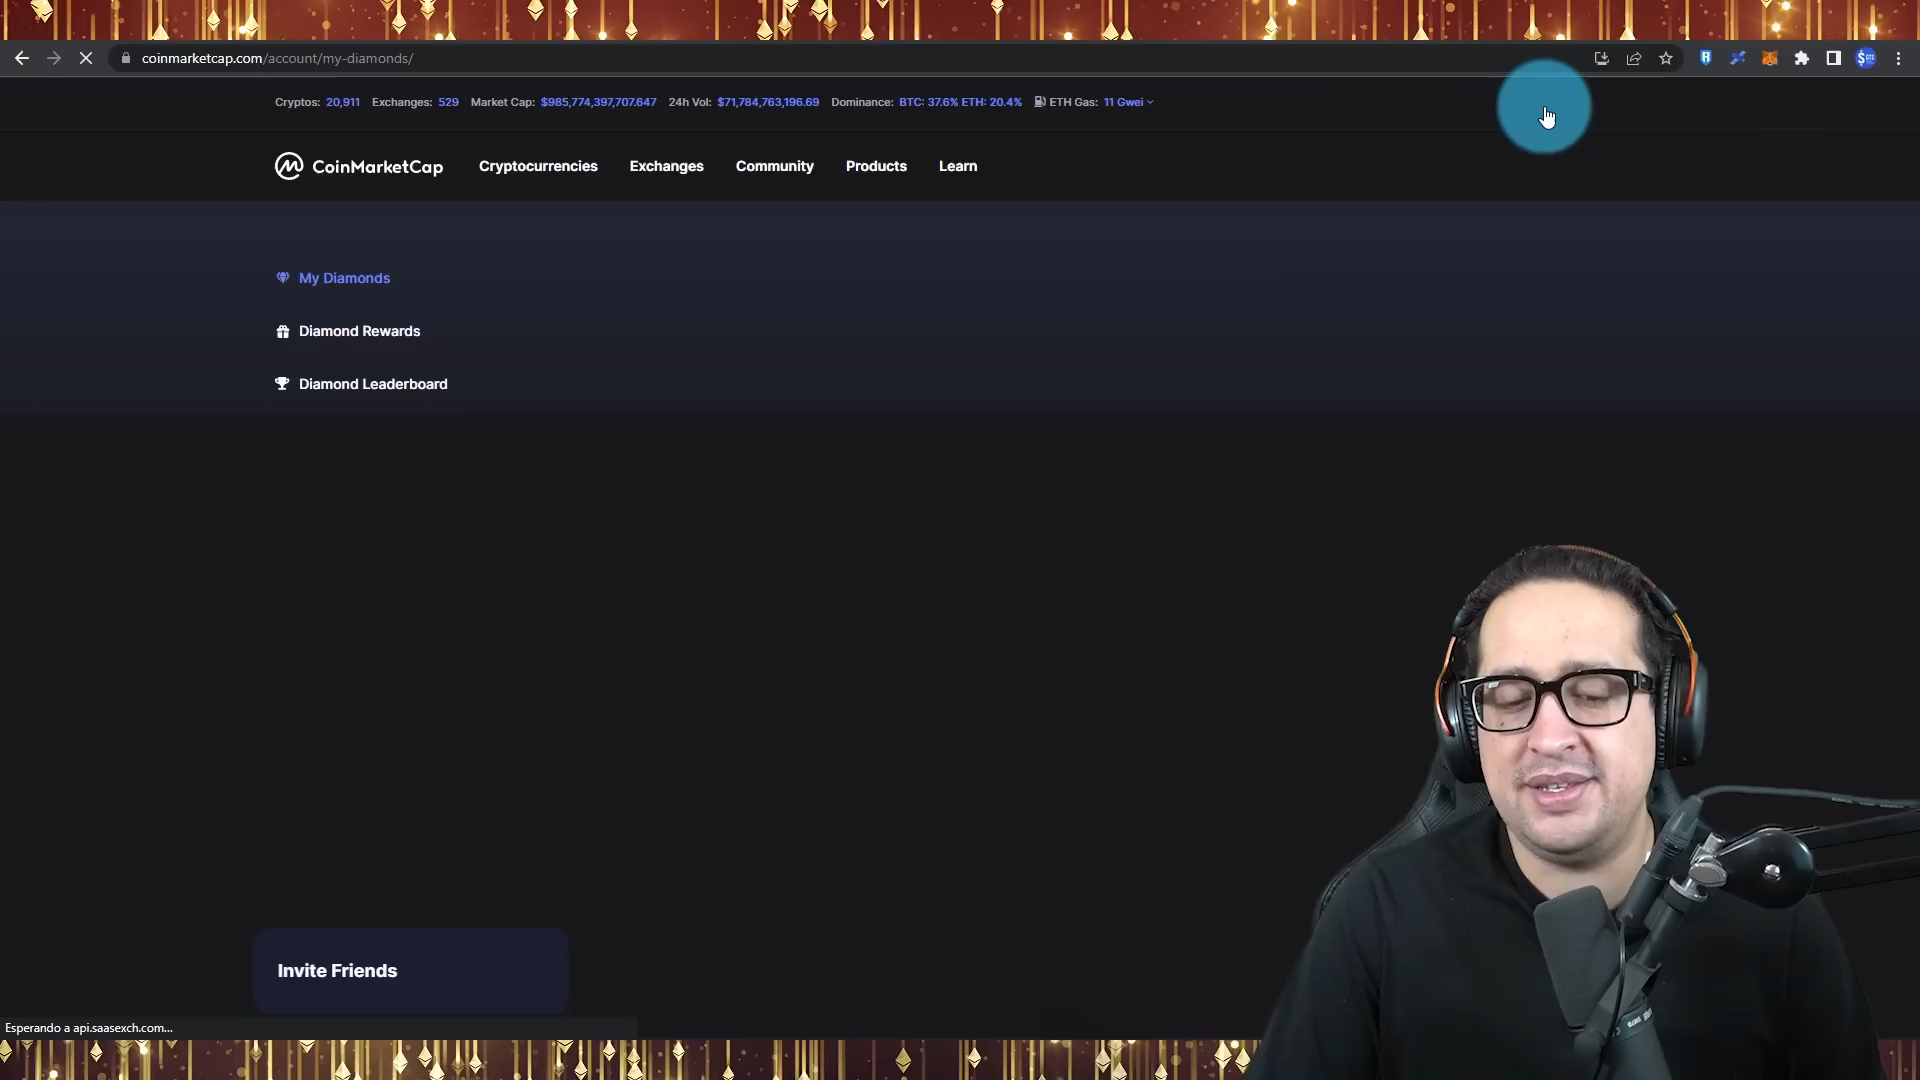 coinmarketcap.com/account/my-diamonds/
Cryptos: 20,911 Exchanges: 529 Market Cap: $985,774,397,707.647 24h Vol: $71,784,763,196.69 Dominance: BTC: 37.6% ETH: 20.4% ETH Gas: 11 Gwei
CoinMarketCap Cryptocurrencies Exchanges Community Products Learn
My Diamonds
Diamond Rewards
Diamond Leaderboard
Invite Friends
Esperando a api.saasexch.com...